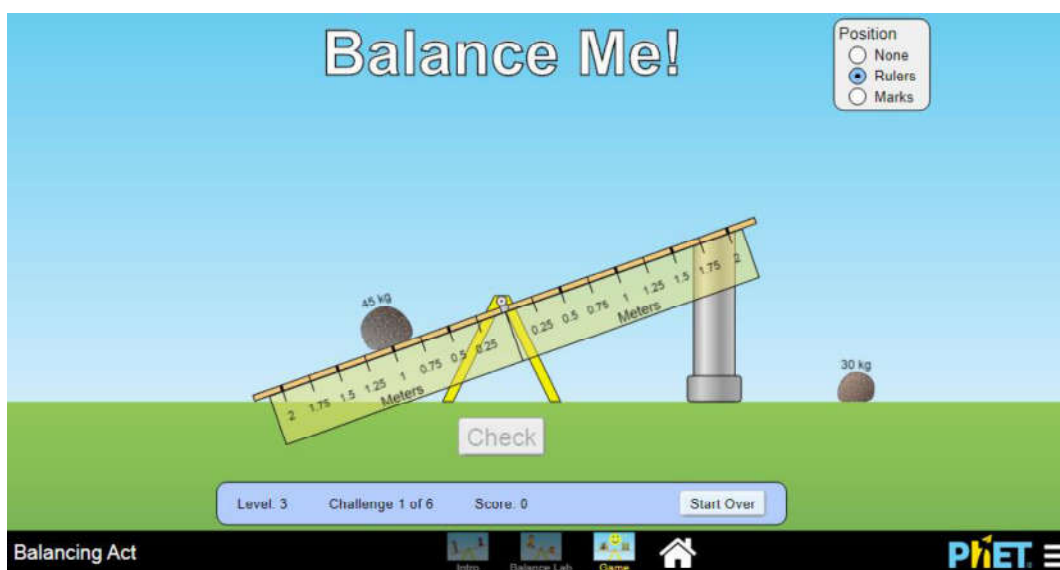 Balance Me!
Position
None
Rulers
Marks
45 kg
30 kg
2 1.75 1.5 1.25 1 0.75 0.5 0.25
Meters
0.25 0.5 0.75 1 1.25 1.5 1.75 2
Meters
Check
Level: 3 Challenge 1 of 6 Score: 0 Start Over
Balancing Act
Intro Balance Lab Game
PhET